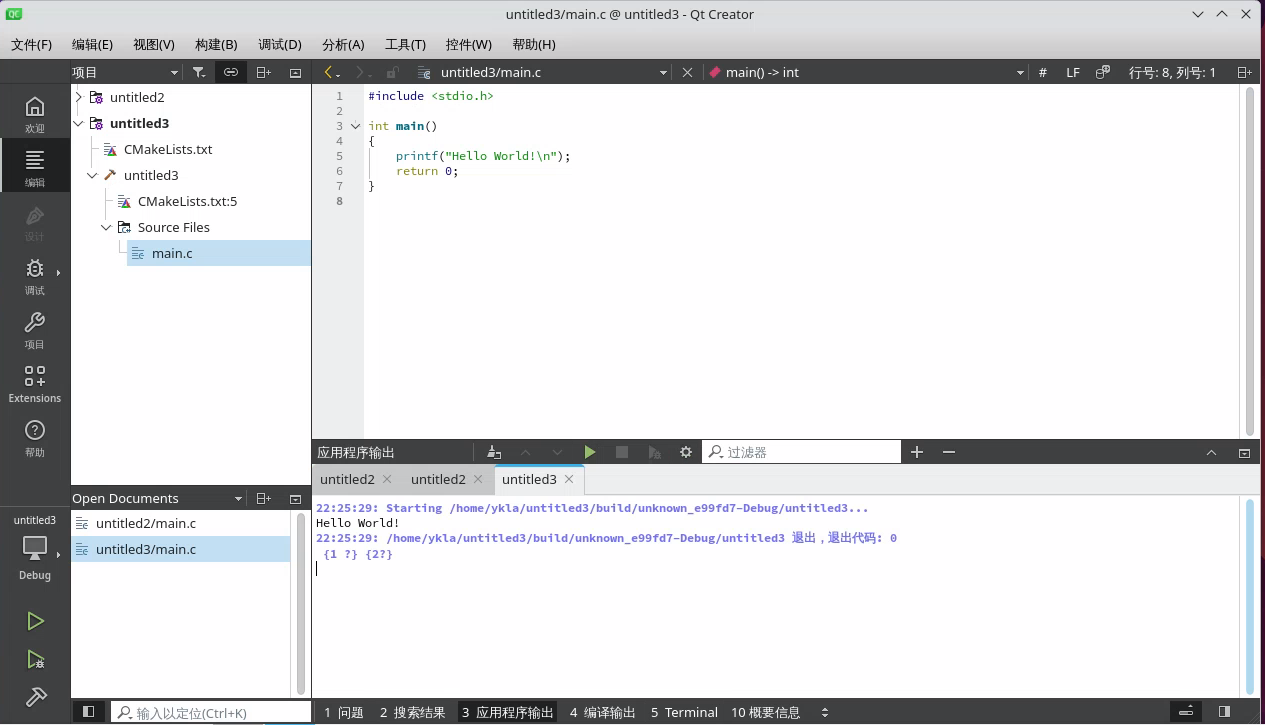 untitled3/main.c @ untitled3 - Qt Creator
文件(F) 编辑(E) 视图(V) 构建(B) 调试(D) 分析(A) 工具(T) 控件(W) 帮助(H)
项目
untitled3/main.c
main() -> int
# LF 行号: 8, 列号: 1
欢迎
编辑
设计
调试
项目
Extensions
帮助
untitled2
untitled3
CMakeLists.txt
untitled3
CMakeLists.txt:5
Source Files
main.c
1 #include <stdio.h>
2
3 int main()
4 {
5 printf("Hello World!\n");
6 return 0;
7 }
8
应用程序输出
过滤器
untitled2 untitled2 untitled3
22:25:29: Starting /home/ykla/untitled3/build/unknown_e99fd7-Debug/untitled3...
Hello World!
22:25:29: /home/ykla/untitled3/build/unknown_e99fd7-Debug/untitled3 退出，退出代码: 0
{1 ?} {2?}
Open Documents
untitled2/main.c
untitled3/main.c
untitled3
Debug
输入以定位(Ctrl+K)
1 问题 2 搜索结果 3 应用程序输出 4 编译输出 5 Terminal 10 概要信息